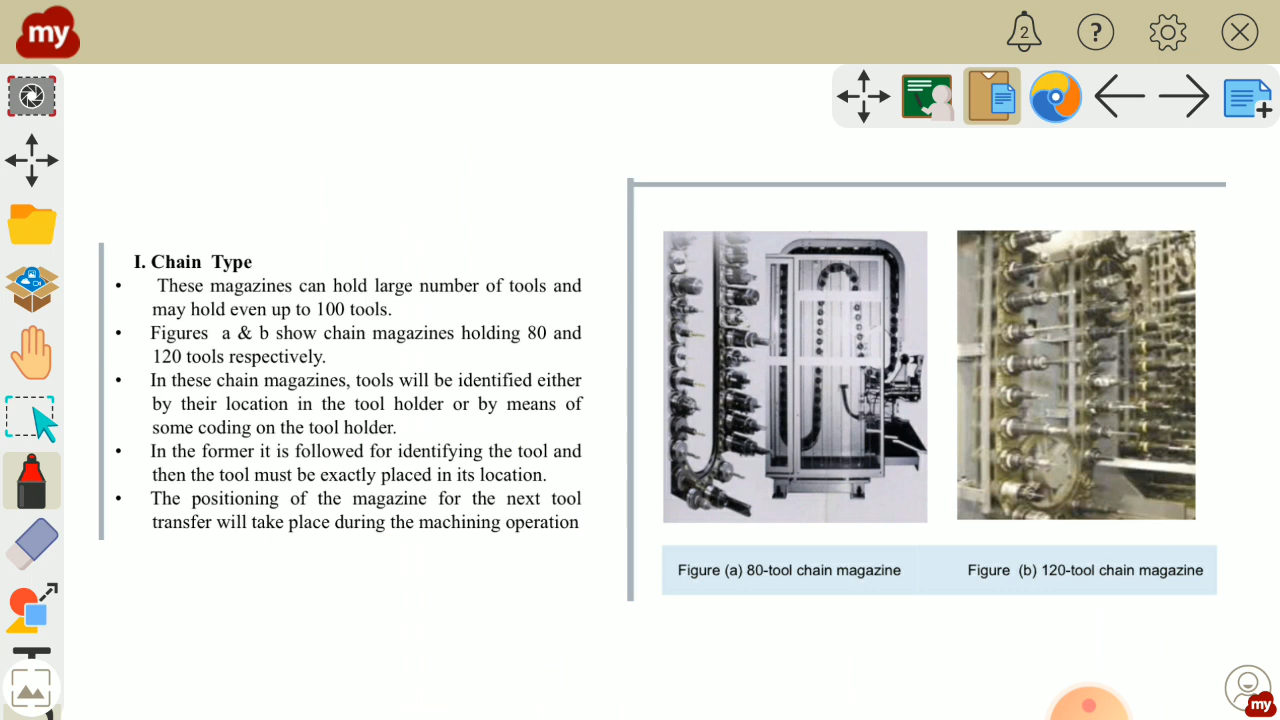 my
2
?
I. Chain Type
• These magazines can hold large number of tools and
may hold even up to 100 tools.
• Figures a & b show chain magazines holding 80 and
120 tools respectively.
• In these chain magazines, tools will be identified either
by their location in the tool holder or by means of
some coding on the tool holder.
• In the former it is followed for identifying the tool and
then the tool must be exactly placed in its location.
• The positioning of the magazine for the next tool
transfer will take place during the machining operation
Figure (a) 80-tool chain magazine
Figure (b) 120-tool chain magazine
my